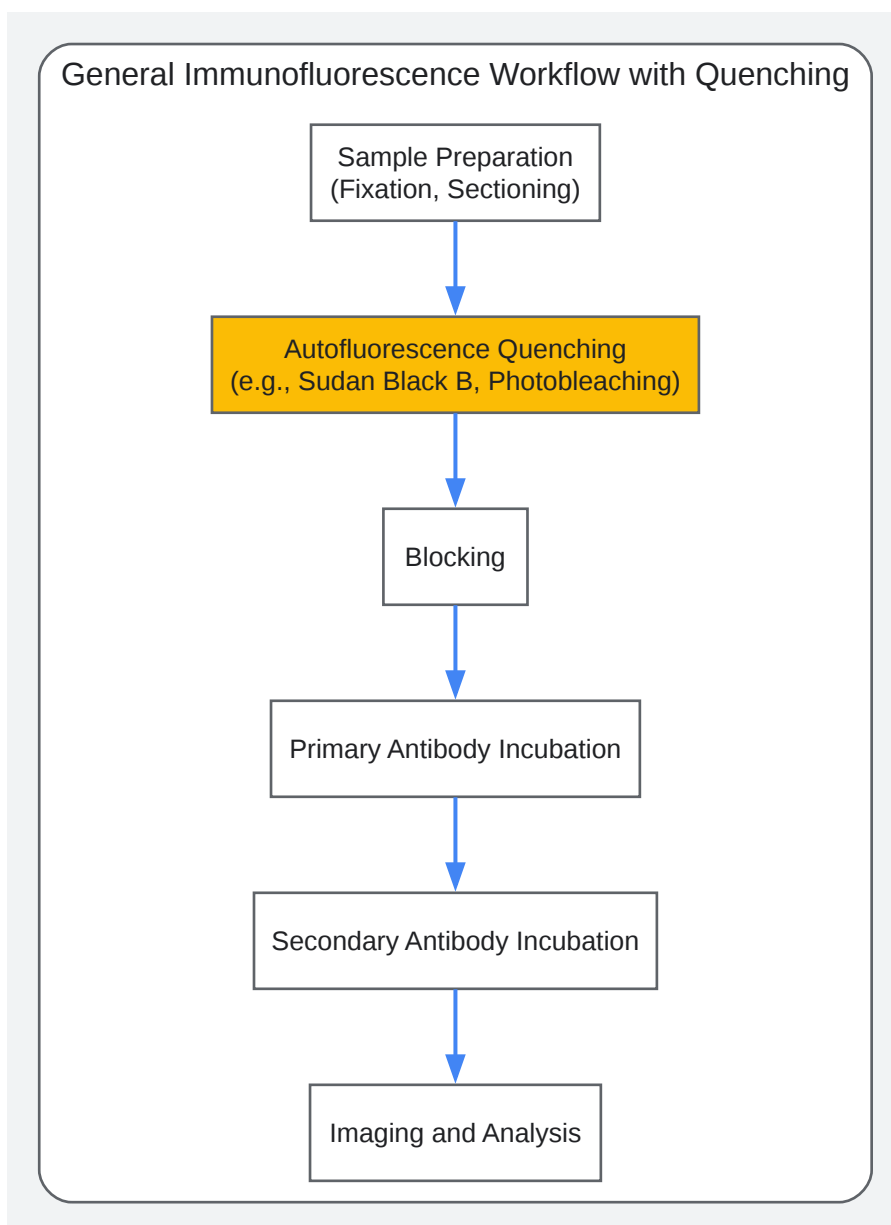 General Immunofluorescence Workflow with Quenching
Sample Preparation
(Fixation, Sectioning)
Autofluorescence Quenching
(e.g., Sudan Black B, Photobleaching)
Blocking
Primary Antibody Incubation
Secondary Antibody Incubation
Imaging and Analysis